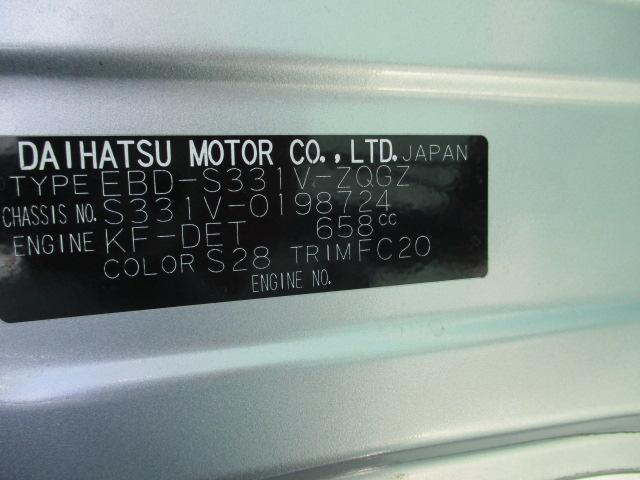 DAIHATSU MOTOR CO.,LTD.JAPAN
TYPE EBD-S331V-ZQGZ
CHASSIS NO. S331V-0198724
ENGINE KF-DET 658cc
COLOR S28 TRIM FC20
ENGINE NO.